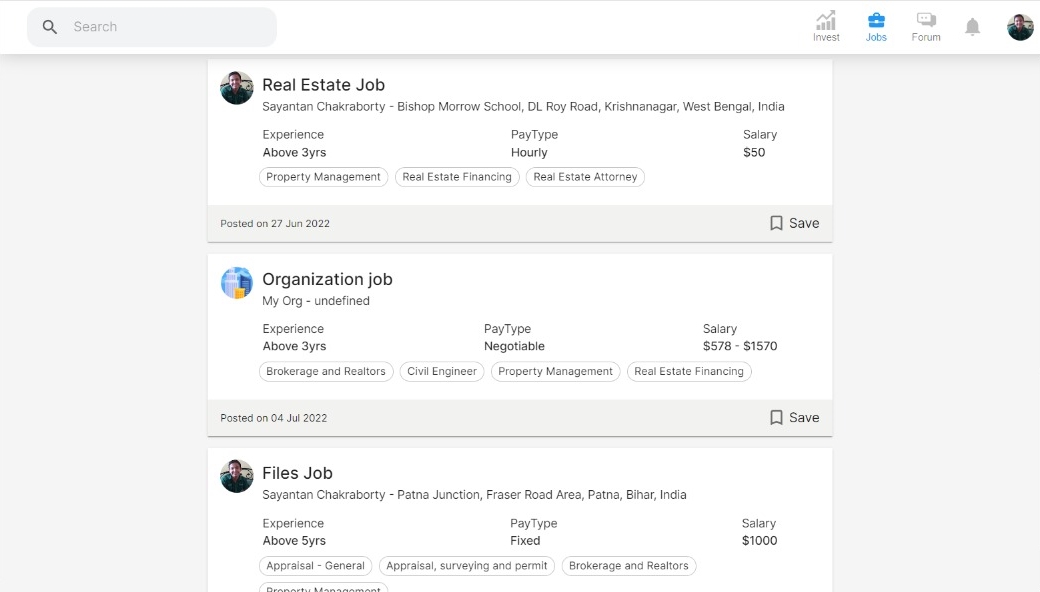 Search
Invest
Jobs
Forum
Real Estate Job
Sayantan Chakraborty - Bishop Morrow School, DL Roy Road, Krishnanagar, West Bengal, India
Experience PayType Salary
Above 3yrs Hourly $50
Property Management Real Estate Financing Real Estate Attorney
Posted on 27 Jun 2022 Save
Organization job
My Org - undefined
Experience PayType Salary
Above 3yrs Negotiable $578 - $1570
Brokerage and Realtors Civil Engineer Property Management Real Estate Financing
Posted on 04 Jul 2022 Save
Files Job
Sayantan Chakraborty - Patna Junction, Fraser Road Area, Patna, Bihar, India
Experience PayType Salary
Above 5yrs Fixed $1000
Appraisal - General Appraisal, surveying and permit Brokerage and Realtors
Property Management